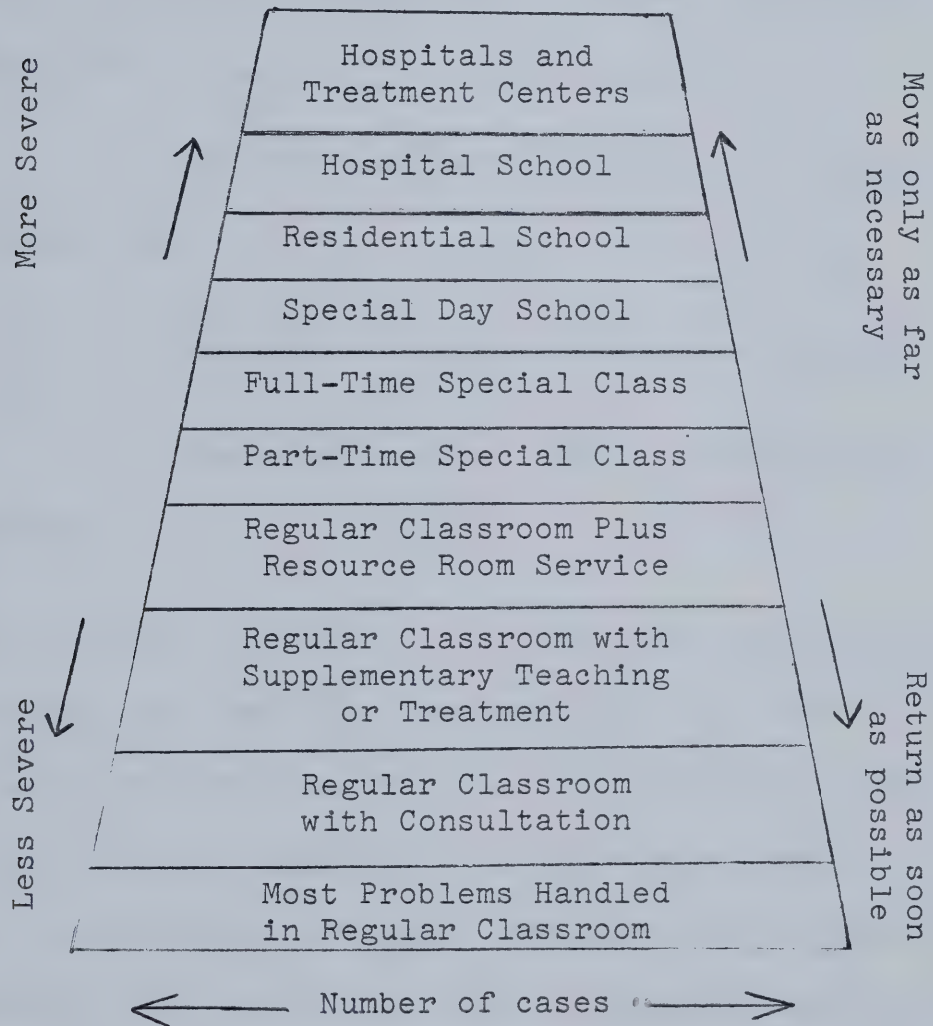 Hospitals and
Treatment Centers
Hospital School
Residential School
Special Day School
Full-Time Special Class
Part-Time Special Class
Regular Classroom Plus
Resource Room Service
Regular Classroom with
Supplementary Teaching
or Treatment
Regular Classroom
with Consultation
Most Problems Handled
in Regular Classroom
More Severe
Less Severe
Move only as far
as necessary
Return as soon
as possible
Number of cases